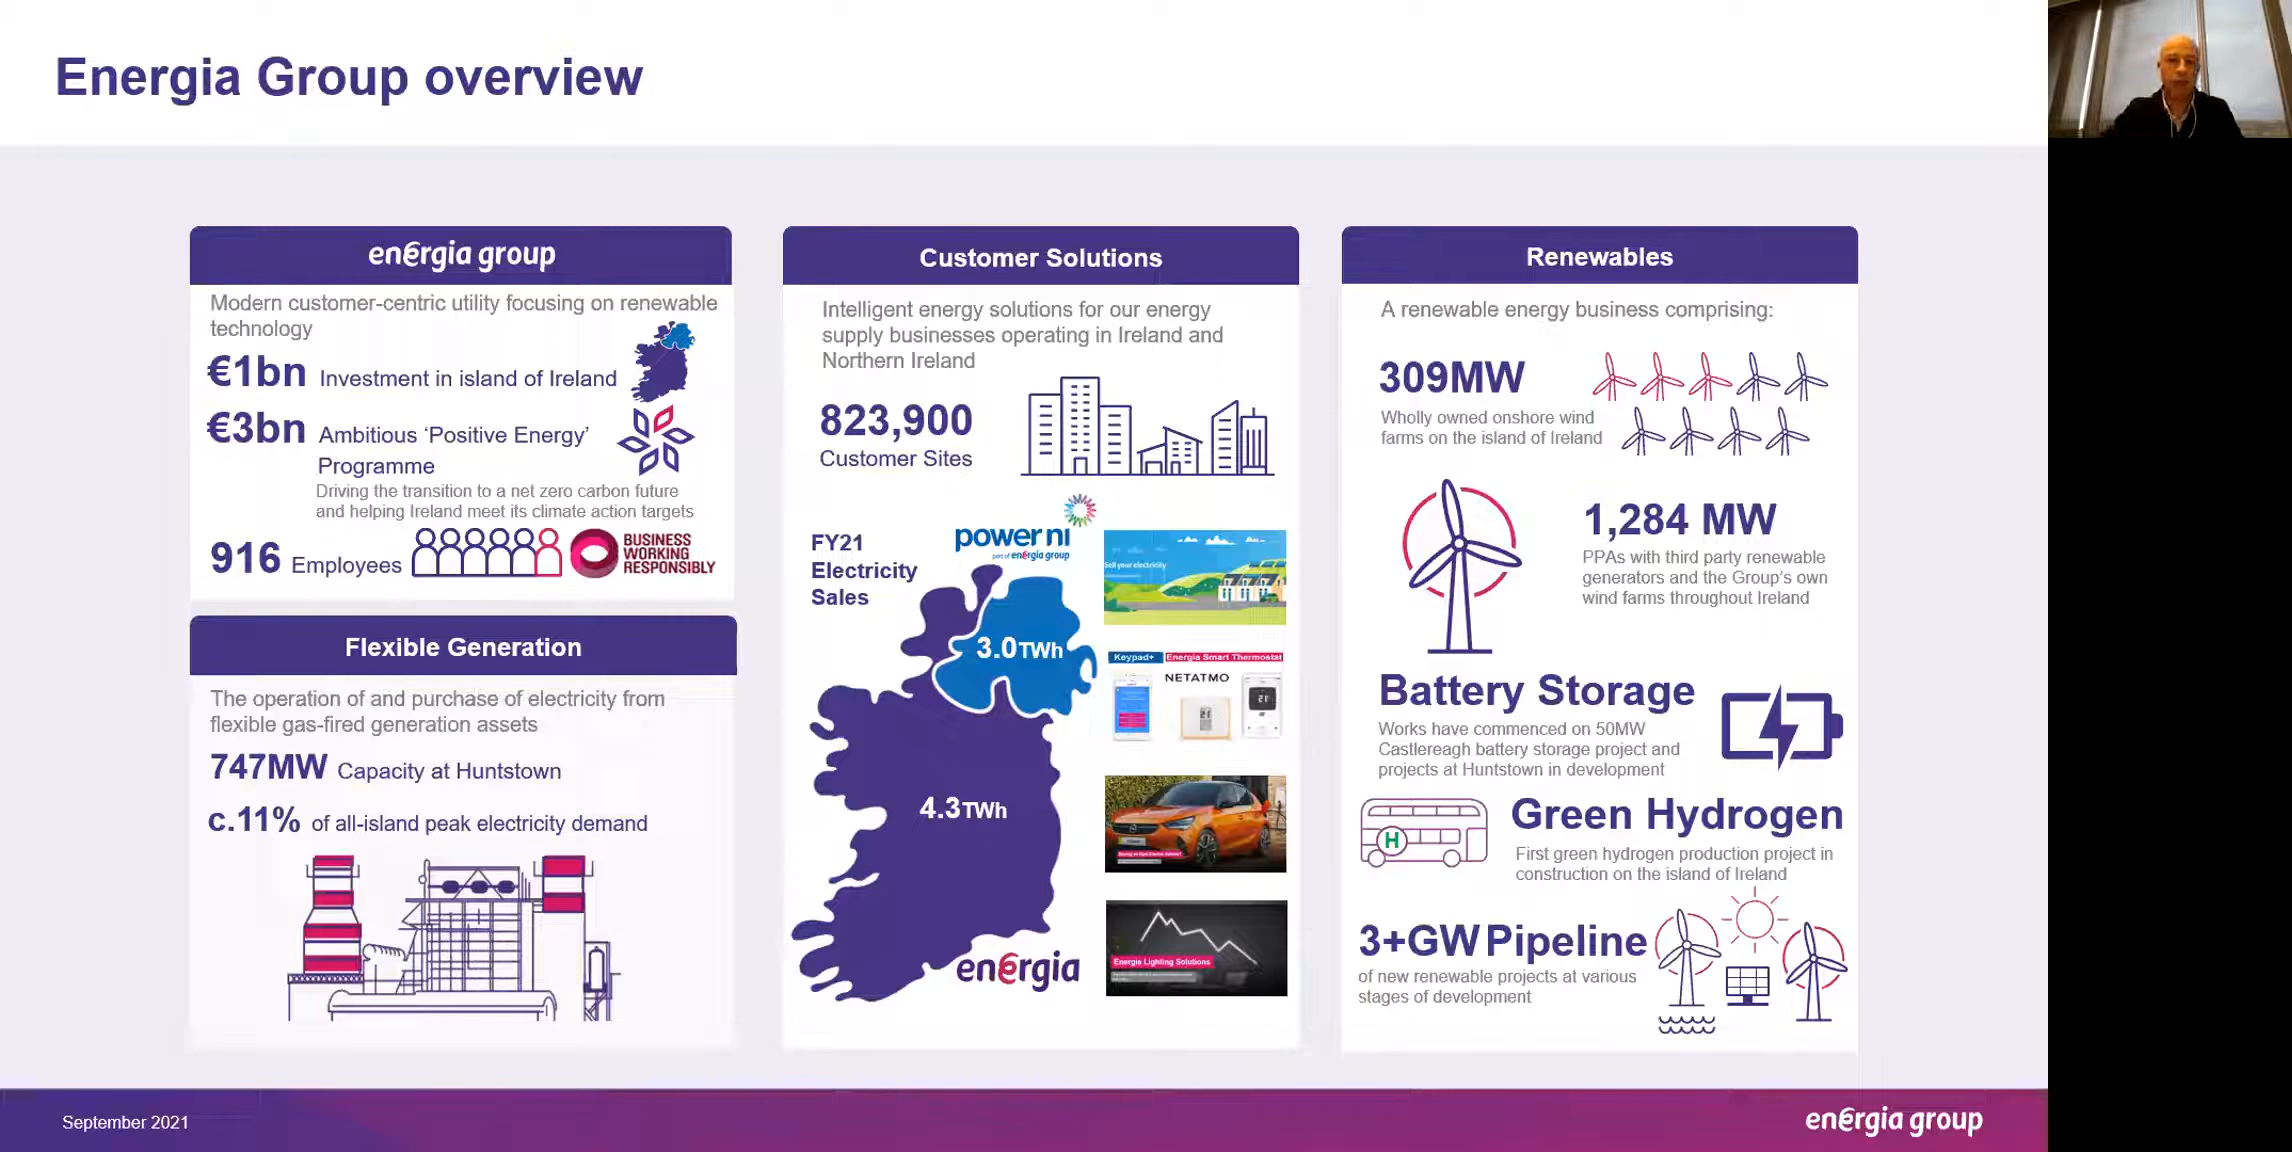 Energia Group overview
energia group
Modern customer-centric utility focusing on renewable
technology
€1bn Investment in island of Ireland
€3bn Ambitious ‘Positive Energy’
Programme
Driving the transition to a net zero carbon future
and helping Ireland meet its climate action targets
916 Employees
BUSINESS
WORKING
RESPONSIBLY
Flexible Generation
The operation of and purchase of electricity from
flexible gas-fired generation assets
747MW Capacity at Huntstown
c.11% of all-island peak electricity demand
Customer Solutions
Intelligent energy solutions for our energy
supply businesses operating in Ireland and
Northern Ireland
823,900
Customer Sites
FY21
Electricity
Sales
power ni
part of energia group
3.0TWh
4.3TWh
energia
Sell your electricity
Keypad+ Energia Smart Thermostat
NETATMO
21
21
Energia Lighting Solutions
Renewables
A renewable energy business comprising:
309MW
Wholly owned onshore wind
farms on the island of Ireland
1,284 MW
PPAs with third party renewable
generators and the Group’s own
wind farms throughout Ireland
Battery Storage
Works have commenced on 50MW
Castlereagh battery storage project and
projects at Huntstown in development
H
Green Hydrogen
First green hydrogen production project in
construction on the island of Ireland
3+GW Pipeline
of new renewable projects at various
stages of development
September 2021
energia group